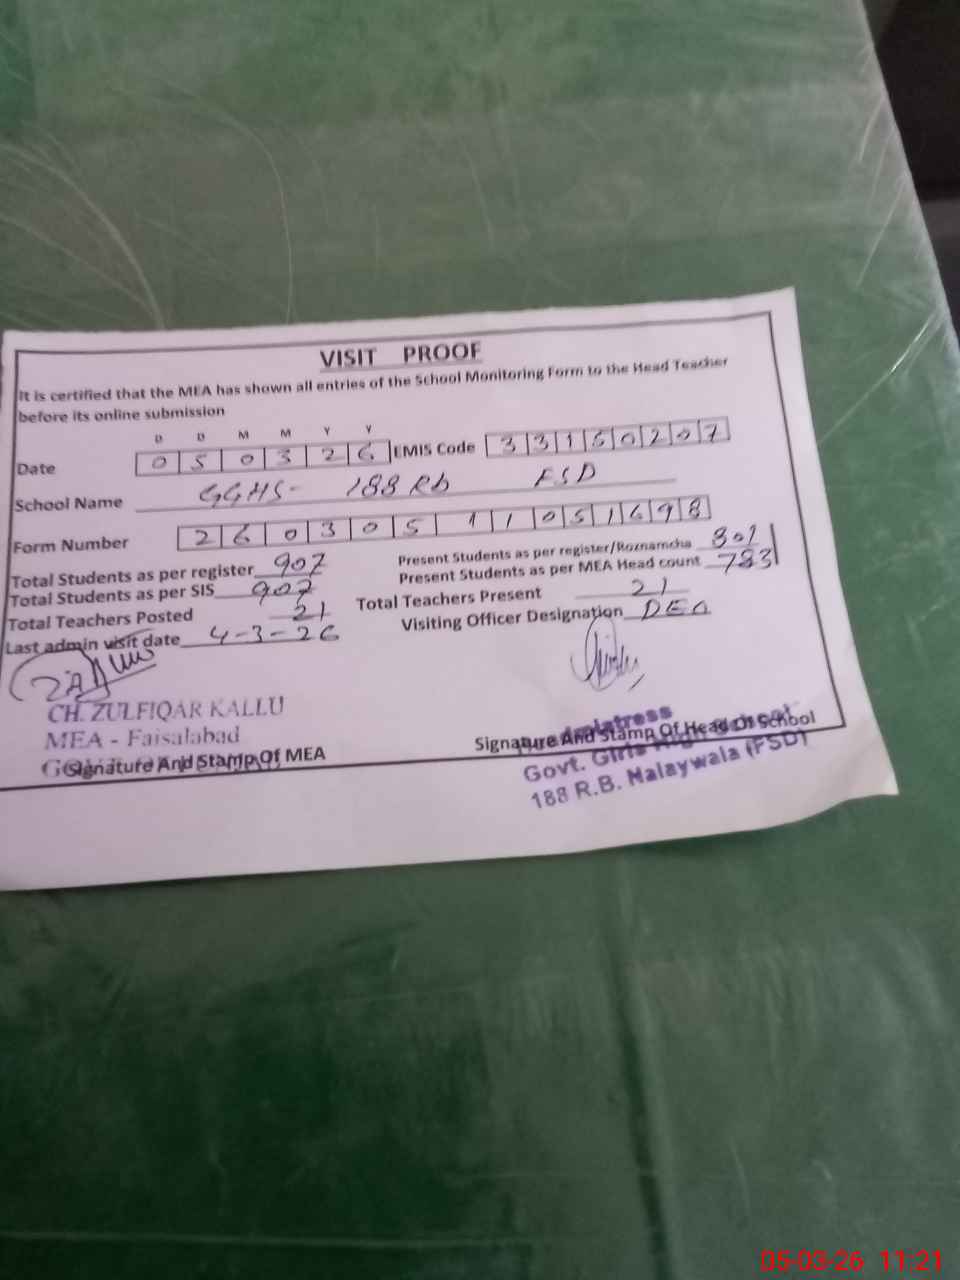 VISIT PROOF
It is certified that the MEA has shown all entries of the School Monitoring Form to the Head Teacher
before its online submission
D D M M Y Y
Date 0 5 0 3 2 6 EMIS Code 3 3 1 5 0 2 0 7
School Name GGHS- 188 Rb FSD
Form Number 2 6 0 3 0 5 1 1 0 5 1 6 9 8
Total Students as per register 907 Present Students as per register/Roznamcha 801
Total Students as per SIS 907 Present Students as per MEA Head count 783
Total Teachers Posted 21 Total Teachers Present 21
Last admin visit date 4-3-26 Visiting Officer Designation DEO
CH. ZULFIQAR KALLU
MEA - Faisalabad
Signature And Stamp Of MEA
Signature And Stamp Of Head Of School
Govt. Girls High School
188 R.B. Nalaywala (FSD)
05-03-26 11:21